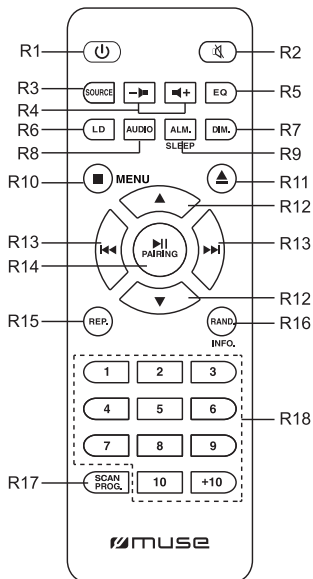 R1
R2
R3
SOURCE
EQ
R5
R4
R6
LD
AUDIO
ALM.
DIM.
R7
R8
SLEEP
R9
R10
MENU
R11
R12
R13
R13
PAIRING
R14
R12
R15
REP.
RAND.
R16
INFO.
1 2 3
4 5 6
R18
7 8 9
R17
SCAN
PROG.
10 +10
muse